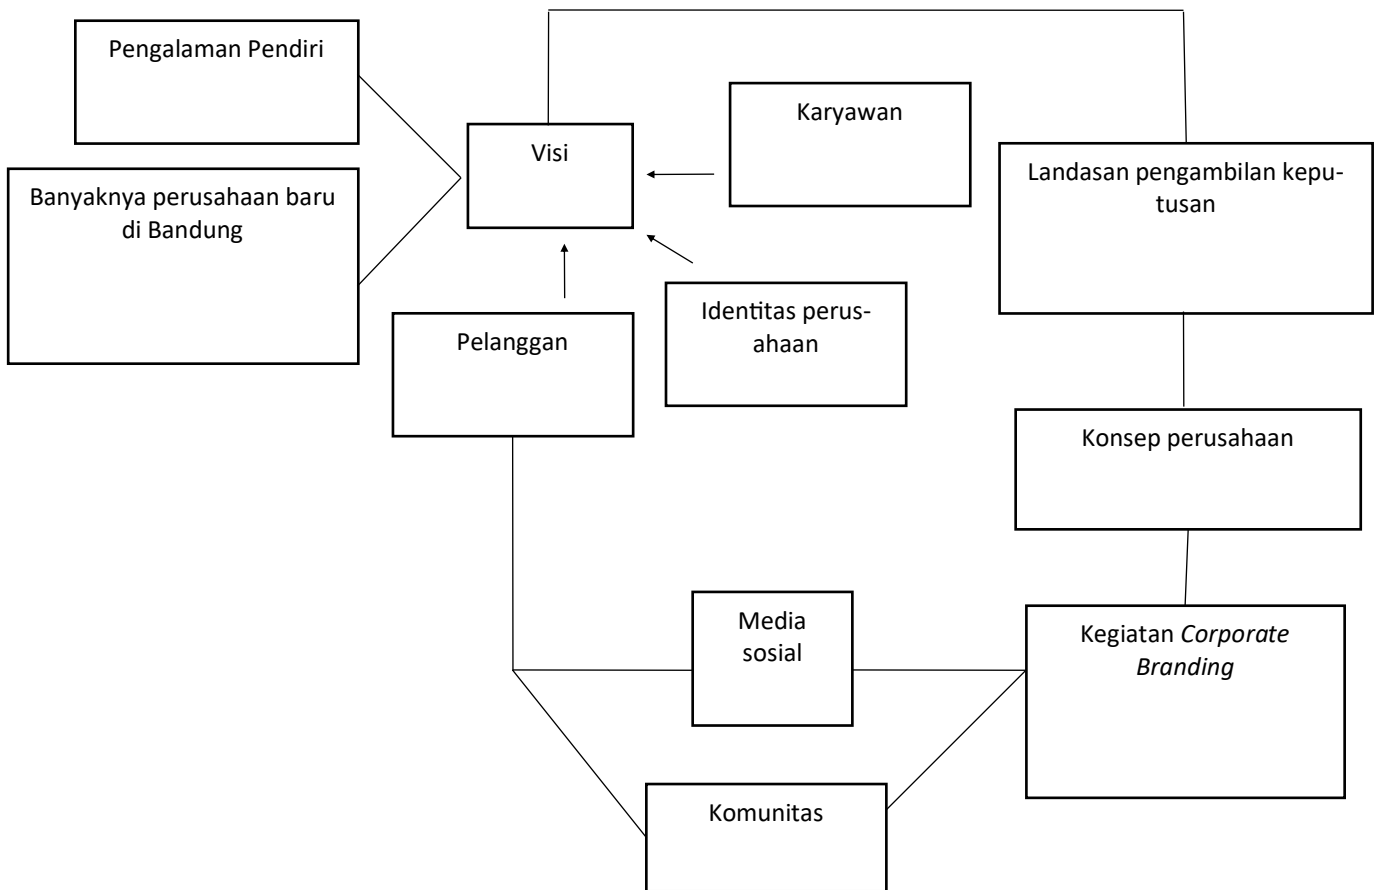 Pengalaman Pendiri
Banyaknya perusahaan baru
di Bandung
Visi
Karyawan
Pelanggan
Identitas perus-
ahaan
Landasan pengambilan kepu-
tusan
Konsep perusahaan
Kegiatan Corporate
Branding
Media
sosial
Komunitas